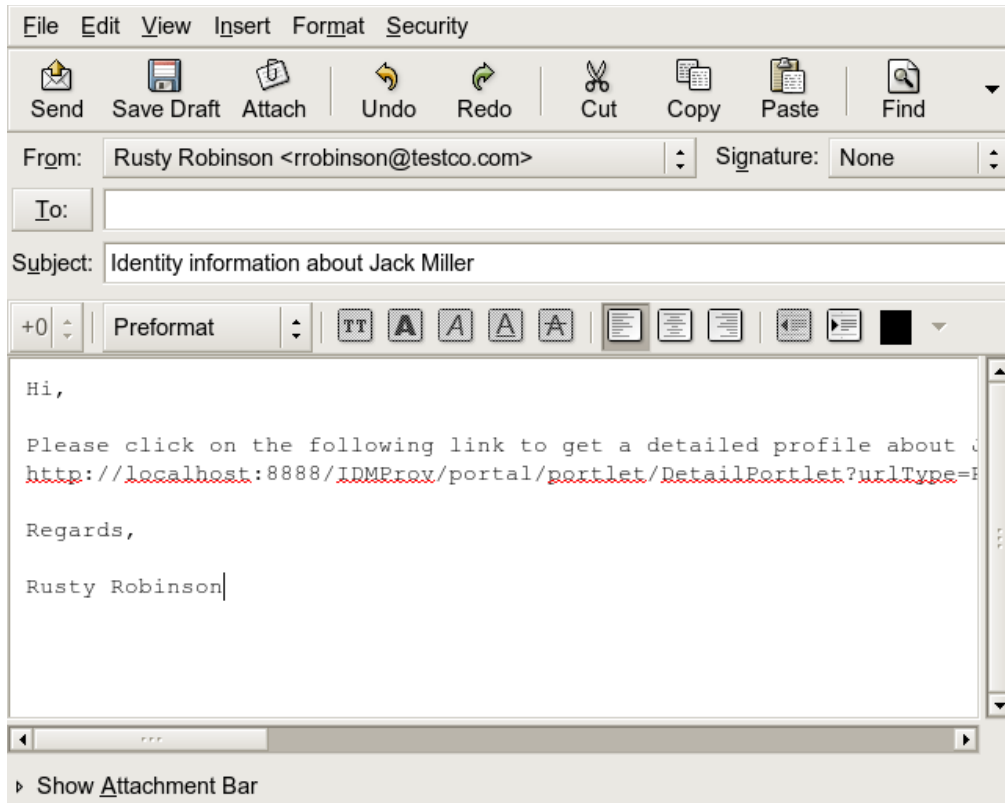 File Edit View Insert Format Security
Send Save Draft Attach Undo Redo Cut Copy Paste Find
From: Rusty Robinson <rrobinson@testco.com> Signature: None
To:
Subject: Identity information about Jack Miller
+0 Preformat TT A A A A
Hi,
Please click on the following link to get a detailed profile about
http://localhost:8888/IDMProv/portal/portlet/DetailPortlet?urlType=
Regards,
Rusty Robinson
Show Attachment Bar